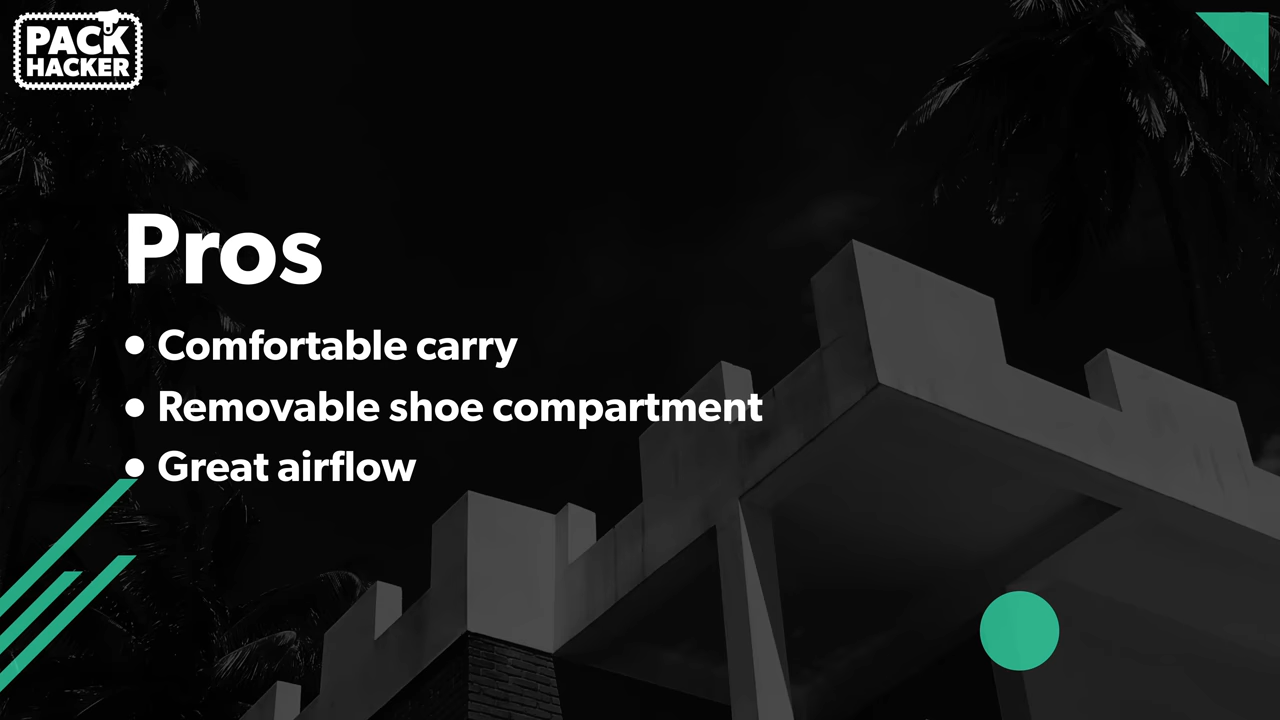 PACK
HACKER
Pros
• Comfortable carry
• Removable shoe compartment
• Great airflow